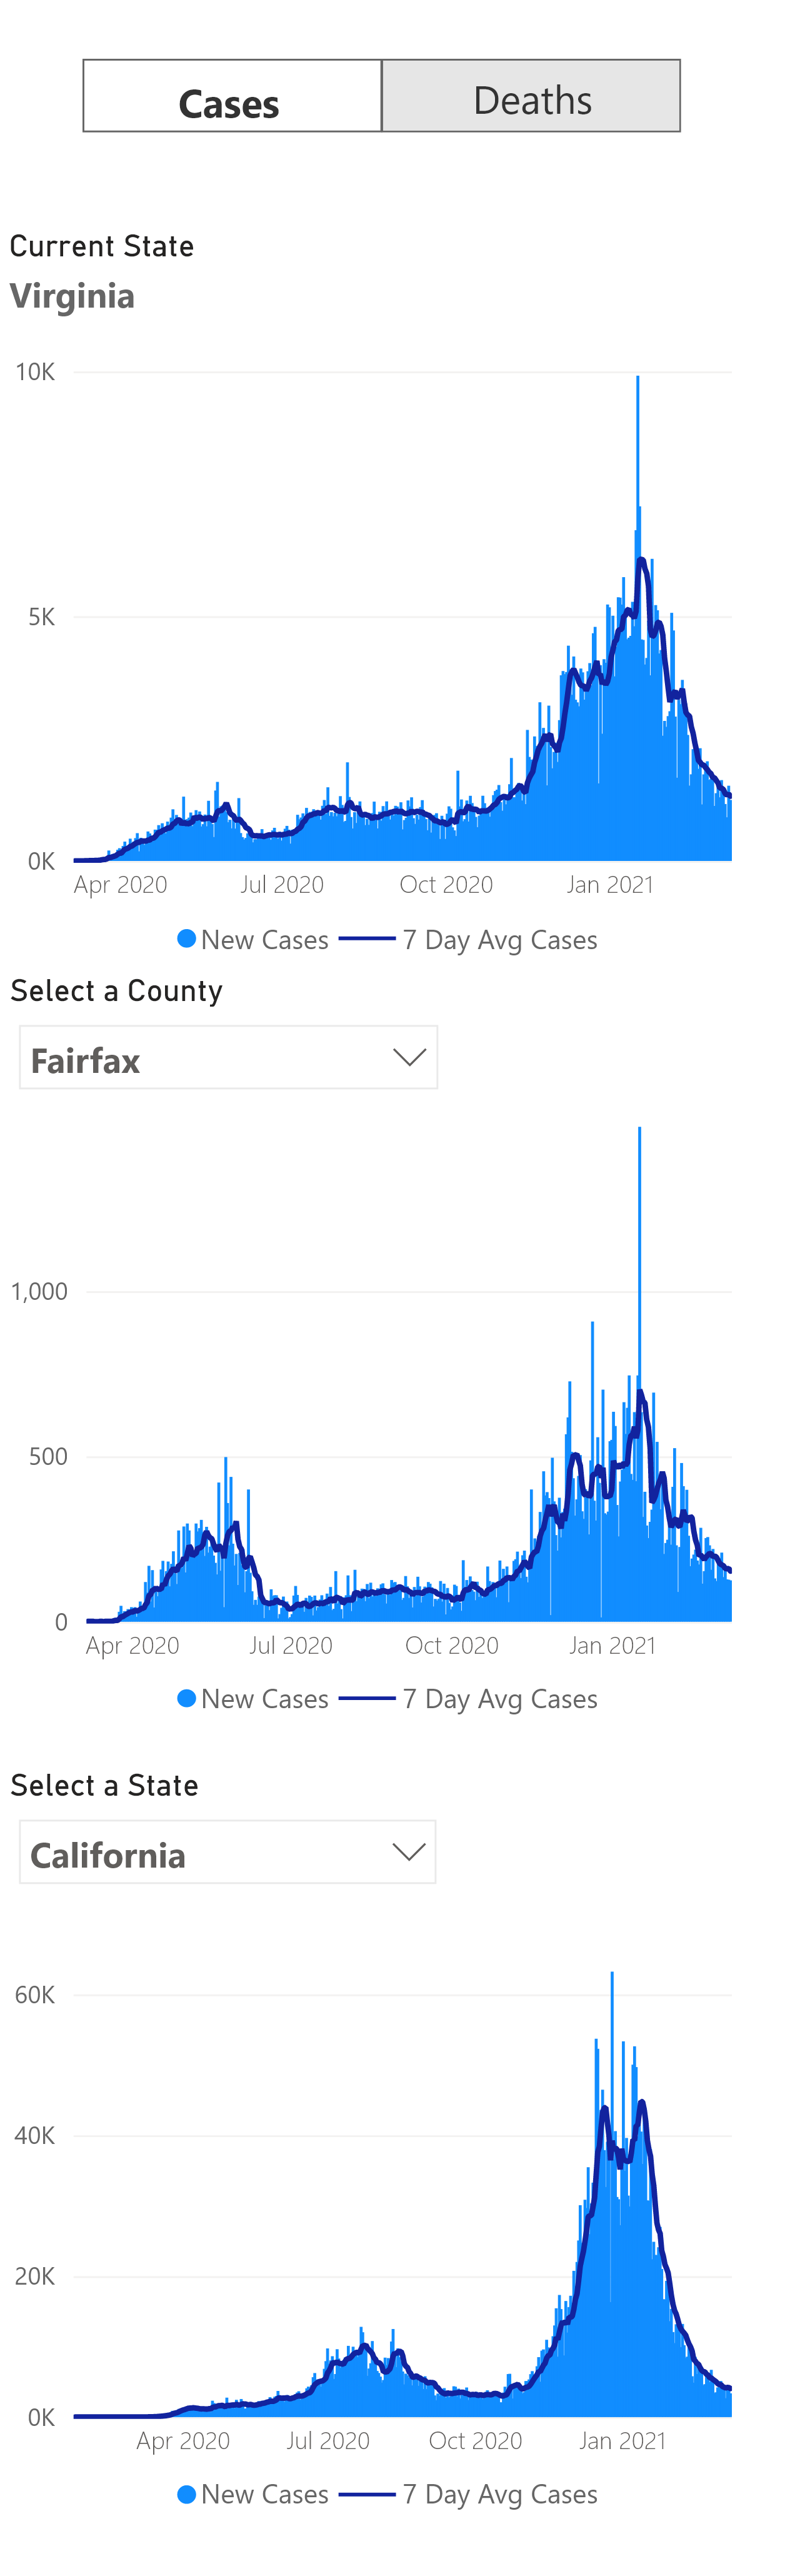 Cases Deaths
Current State
Virginia
10K
5K
0K
Apr 2020 Jul 2020 Oct 2020 Jan 2021
New Cases 7 Day Avg Cases
Select a County
Fairfax
1,000
500
0
Apr 2020 Jul 2020 Oct 2020 Jan 2021
New Cases 7 Day Avg Cases
Select a State
California
60K
40K
20K
0K
Apr 2020 Jul 2020 Oct 2020 Jan 2021
New Cases 7 Day Avg Cases